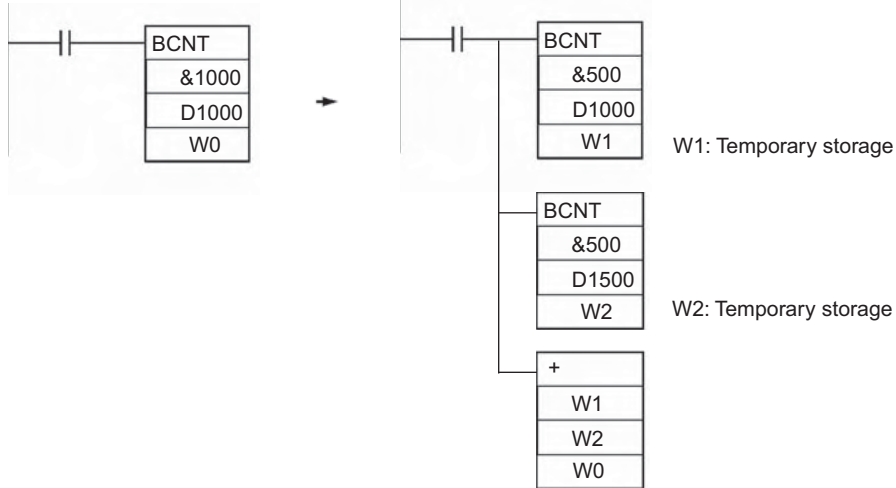 BCNT
&1000
D1000
W0
BCNT
&500
D1000
W1
W1: Temporary storage
BCNT
&500
D1500
W2
W2: Temporary storage
+
W1
W2
W0